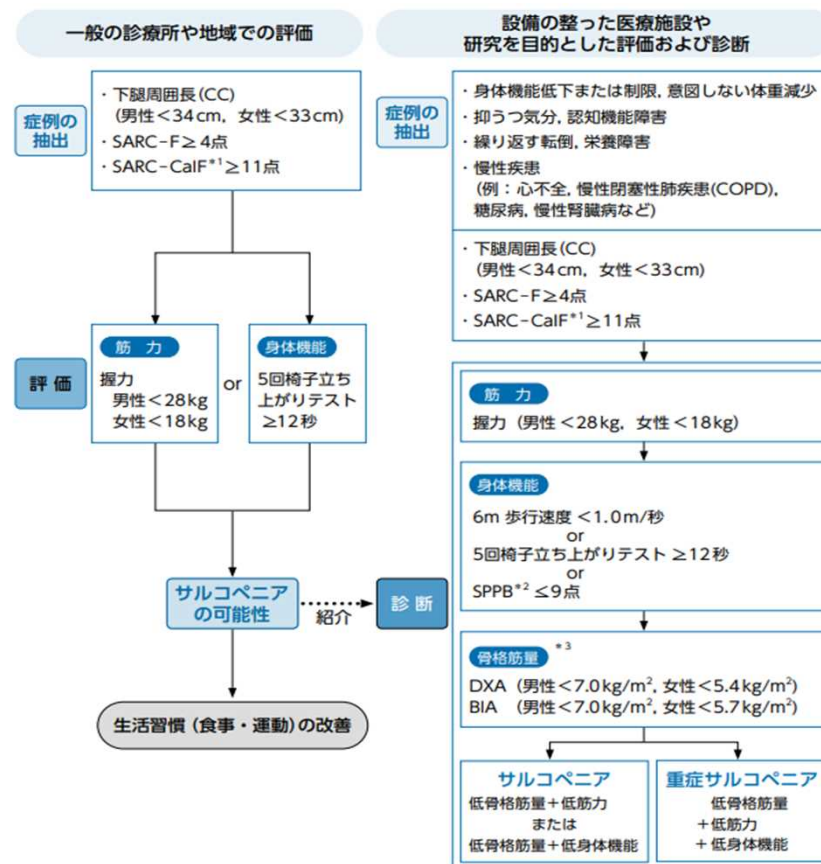 一般の診療所や地域での評価
症例の
抽出
・下腿周囲長(CC)
(男性<34cm, 女性<33cm)
・SARC-F≥4点
・SARC-CalF*1≥11点
評価
筋 力
握力
男性<28kg
女性<18kg
or
身体機能
5回椅子立ち
上がりテスト
≥12秒
サルコペニア
の可能性
紹介
生活習慣(食事・運動)の改善
設備の整った医療施設や
研究を目的とした評価および診断
症例の
抽出
・身体機能低下または制限, 意図しない体重減少
・抑うつ気分, 認知機能障害
・繰り返す転倒, 栄養障害
・慢性疾患
(例：心不全, 慢性閉塞性肺疾患(COPD),
糖尿病, 慢性腎臓病など)
・下腿周囲長(CC)
(男性<34cm, 女性<33cm)
・SARC-F≥4点
・SARC-CalF*1≥11点
診断
筋 力
握力 (男性<28kg, 女性<18kg)
身体機能
6m 歩行速度 <1.0m/秒
or
5回椅子立ち上がりテスト ≥12秒
or
SPPB*2 ≤9点
骨格筋量 *3
DXA (男性<7.0kg/m², 女性<5.4kg/m²)
BIA (男性<7.0kg/m², 女性<5.7kg/m²)
サルコペニア
低骨格筋量+低筋力
または
低骨格筋量+低身体機能
重症サルコペニア
低骨格筋量
+低筋力
+低身体機能